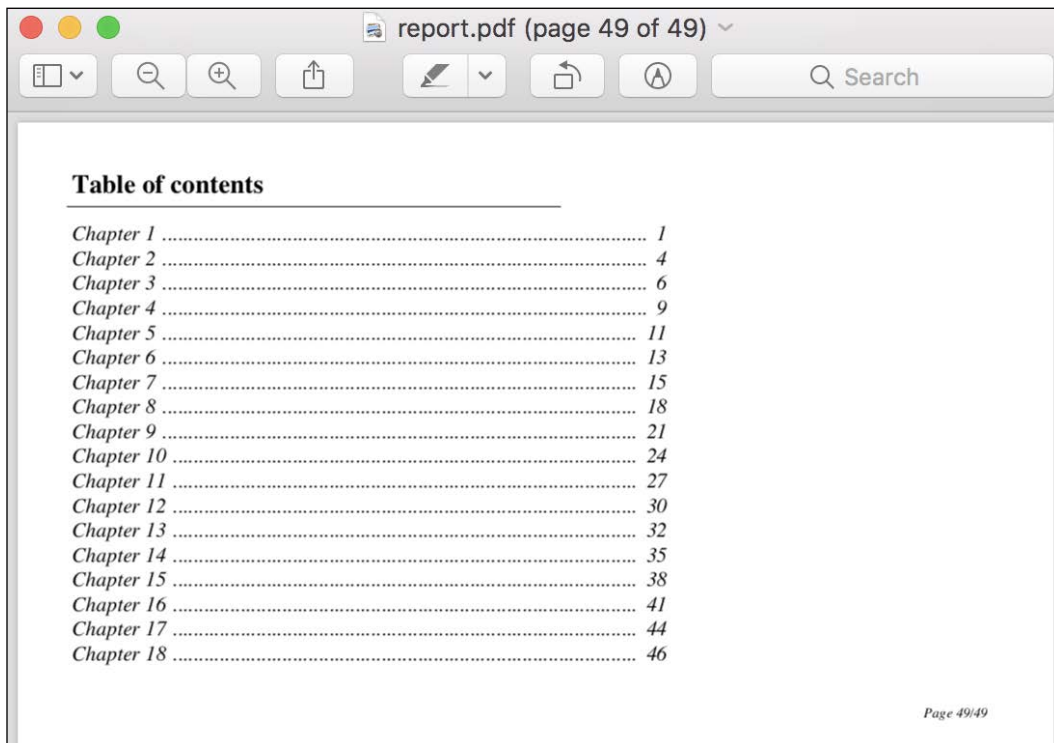 report.pdf (page 49 of 49)
Search
Table of contents
Chapter 1 ............................................................................................. 1
Chapter 2 ............................................................................................. 4
Chapter 3 ............................................................................................. 6
Chapter 4 ............................................................................................. 9
Chapter 5 ........................................................................................... 11
Chapter 6 ........................................................................................... 13
Chapter 7 ........................................................................................... 15
Chapter 8 ........................................................................................... 18
Chapter 9 ........................................................................................... 21
Chapter 10 ......................................................................................... 24
Chapter 11 ......................................................................................... 27
Chapter 12 ......................................................................................... 30
Chapter 13 ......................................................................................... 32
Chapter 14 ......................................................................................... 35
Chapter 15 ......................................................................................... 38
Chapter 16 ......................................................................................... 41
Chapter 17 ......................................................................................... 44
Chapter 18 ......................................................................................... 46
Page 49/49